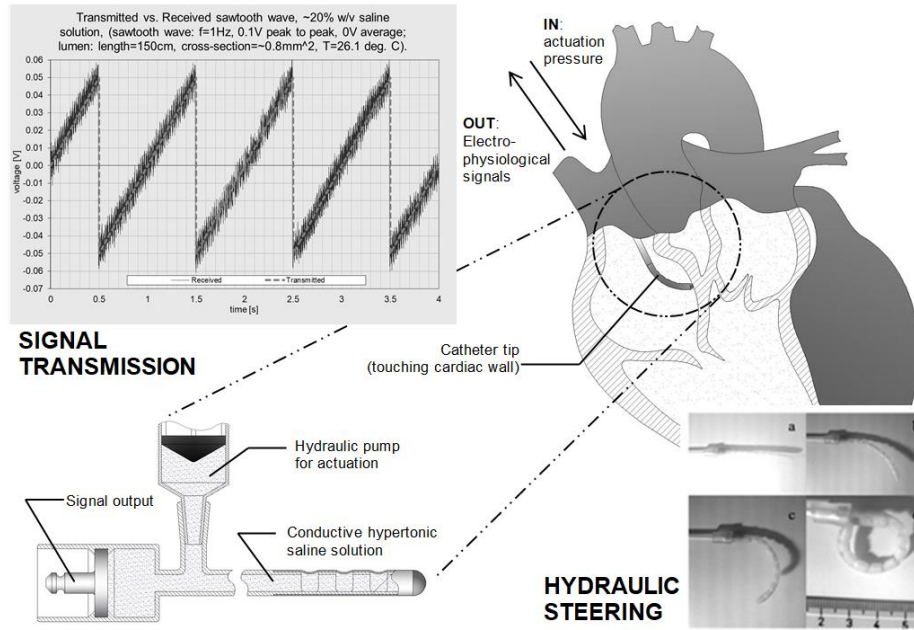 Transmitted vs. Received sawtooth wave, ~20% w/v saline
solution, (sawtooth wave: f=1Hz, 0.1V peak to peak, 0V average;
lumen: length=150cm, cross-section=~0.8mm^2, T=26.1 deg. C).
0.06
0.05
0.04
0.03
0.02
0.01
0.00
-0.01
-0.02
-0.03
-0.04
-0.05
-0.06
-0.07
voltage [V]
0 0.5 1 1.5 2 2.5 3 3.5 4
time [s]
Received Transmitted
IN:
actuation
pressure
OUT:
Electro-
physiological
signals
SIGNAL
TRANSMISSION
Catheter tip
(touching cardiac wall)
Hydraulic pump
for actuation
Signal output
Conductive hypertonic
saline solution
a
c
2 3 4 5
HYDRAULIC
STEERING